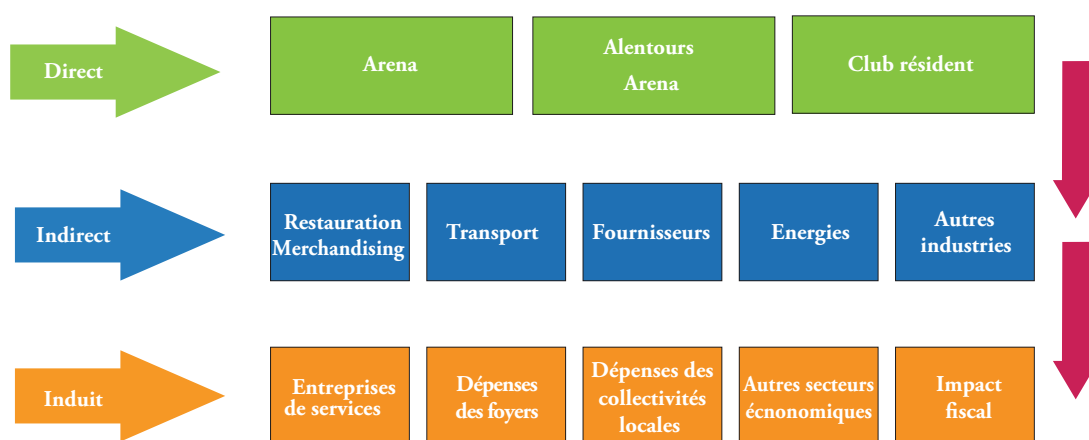 Direct
Arena
Alentours
Arena
Club résident
Indirect
Restauration
Merchandising
Transport
Fournisseurs
Energies
Autres
industries
Induit
Entreprises
de services
Dépenses
des foyers
Dépenses des
collectivités
locales
Autres secteurs
écnonomiques
Impact
fiscal